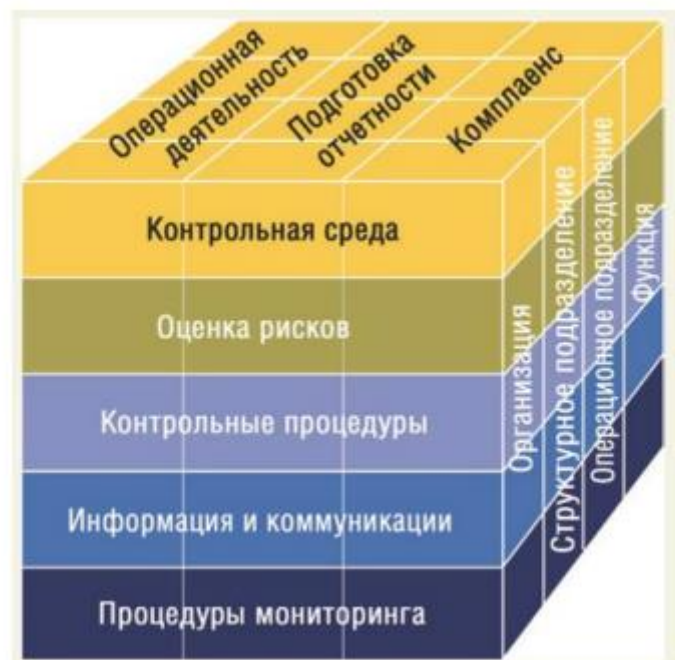 Операционная
деятельность
Подготовка
отчетности
Комплаенс
Контрольная среда
Оценка рисков
Контрольные процедуры
Информация и коммуникации
Процедуры мониторинга
Организация
Структурное подразделение
Операционное подразделение
Функция